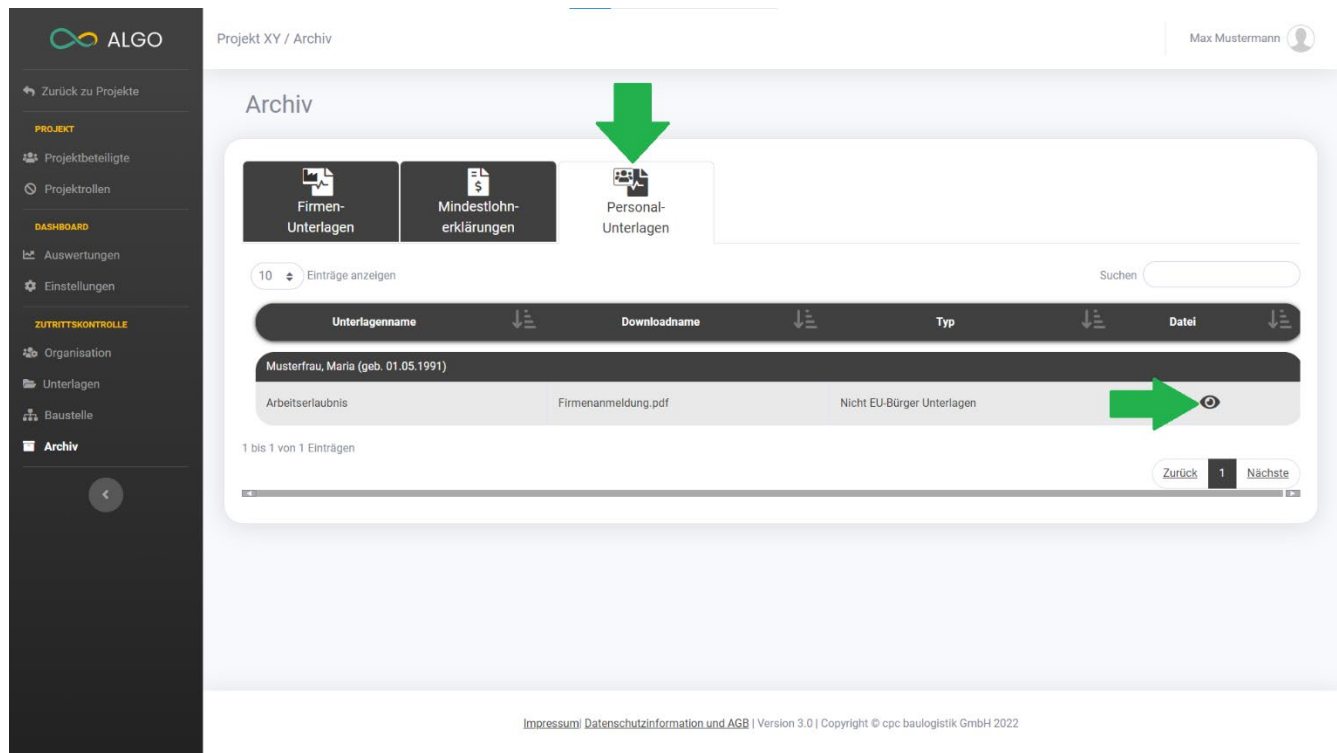 ALGO
Projekt XY / Archiv
Max Mustermann
Zurück zu Projekte
PROJEKT
Projektbeteiligte
Projektrollen
DASHBOARD
Auswertungen
Einstellungen
ZUTRITTSKONTROLLE
Organisation
Unterlagen
Baustelle
Archiv
Archiv
Firmen-
Unterlagen
Mindestlohn-
erklärungen
Personal-
Unterlagen
10 Einträge anzeigen
Suchen
Unterlagenname Downloadname Typ Datei
Musterfrau, Maria (geb. 01.05.1991)
Arbeitserlaubnis Firmenanmeldung.pdf Nicht EU-Bürger Unterlagen
1 bis 1 von 1 Einträgen
Zurück 1 Nächste
Impressum| Datenschutzinformation und AGB | Version 3.0 | Copyright © cpc baulogistik GmbH 2022